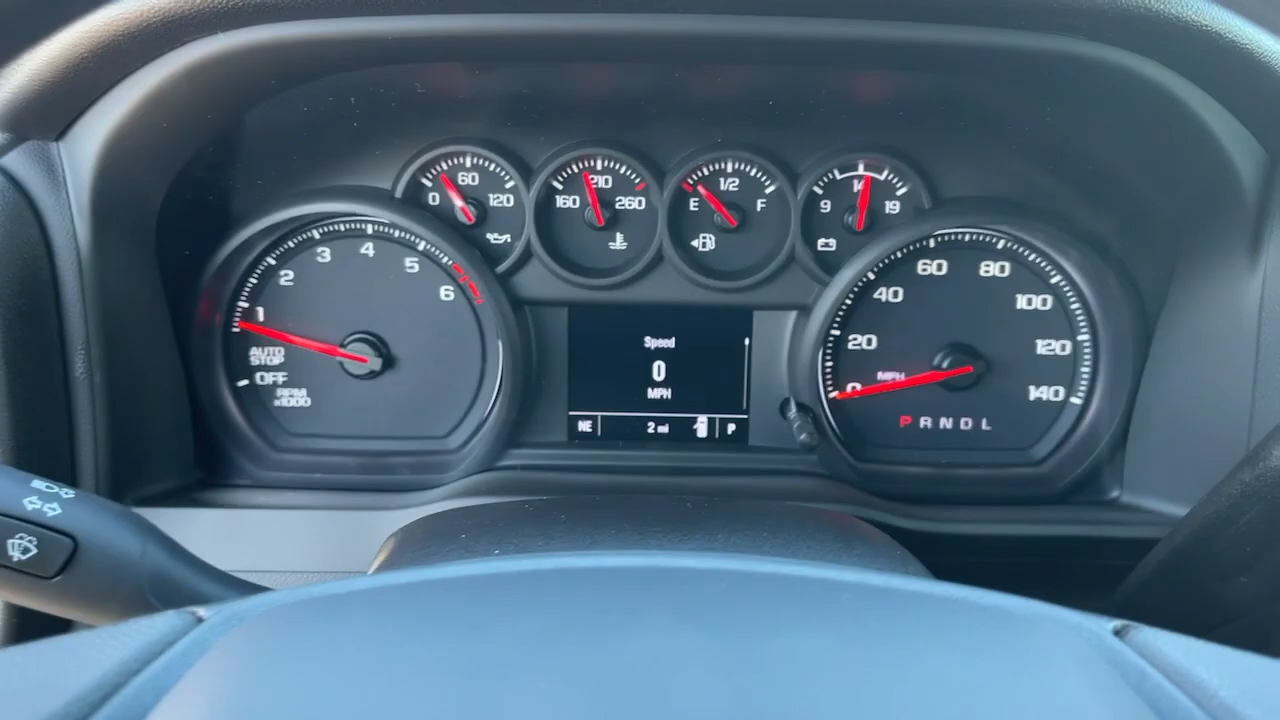 60
0 120
210
160 260
1/2
E F
14
9 19
1 2 3 4 5 6
AUTO
STOP
OFF
RPM
x1000
Speed
0
MPH
NE 2 mi P
0 20 40 60 80 100 120 140
MPH
P R N D L